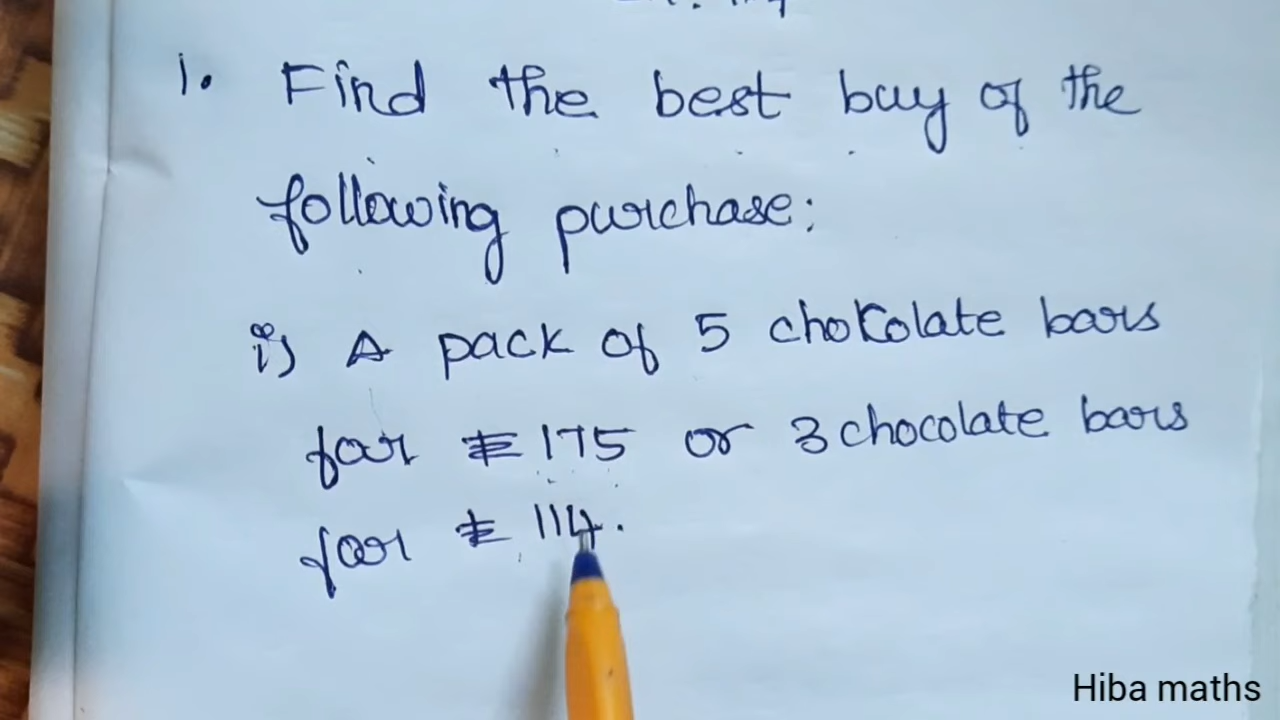 1. Find the best buy of the
following purchase:
i) A pack of 5 chokolate bars
for ₹ 175 or 3 chocolate bars
for ₹ 114.
Hiba maths